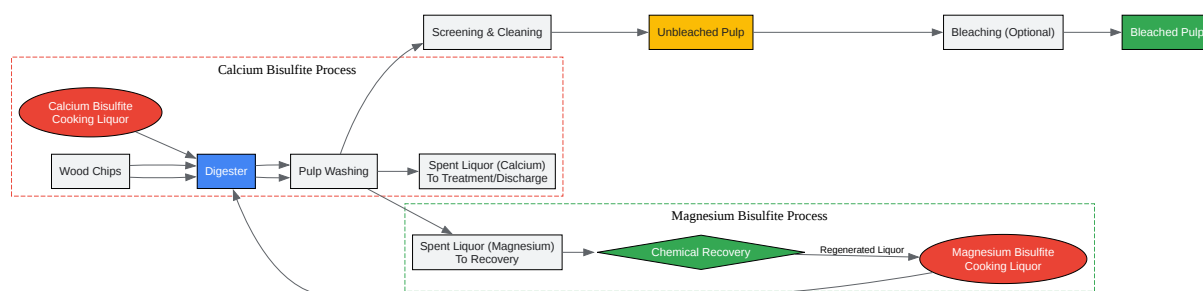 Screening & Cleaning
Unbleached Pulp
Bleaching (Optional)
Bleached Pulp
Calcium Bisulfite Process
Calcium Bisulfite
Cooking Liquor
Wood Chips
Digester
Pulp Washing
Spent Liquor (Calcium)
To Treatment/Discharge
Magnesium Bisulfite Process
Spent Liquor (Magnesium)
To Recovery
Chemical Recovery
Regenerated Liquor
Magnesium Bisulfite
Cooking Liquor